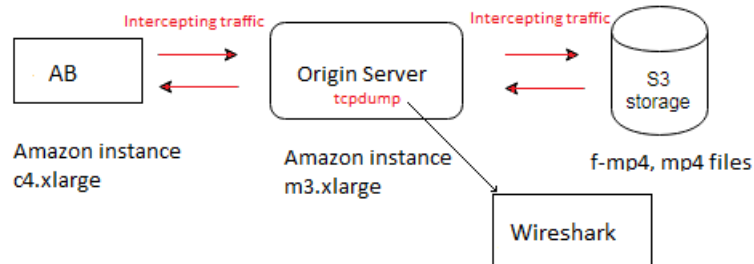 Intercepting traffic
Intercepting traffic
AB
Origin Server
tcpdump
S3
storage
Amazon instance
c4.xlarge
Amazon instance
m3.xlarge
f-mp4, mp4 files
Wireshark